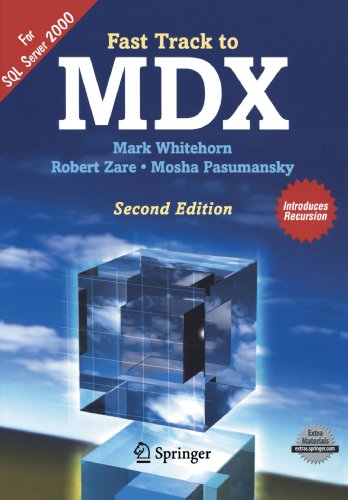 For
SQL Server 2000
Fast Track to
MDX
Mark Whitehorn
Robert Zare • Mosha Pasumansky
Second Edition
Introduces
Recursion
Springer
Extra
Materials
extras.springer.com